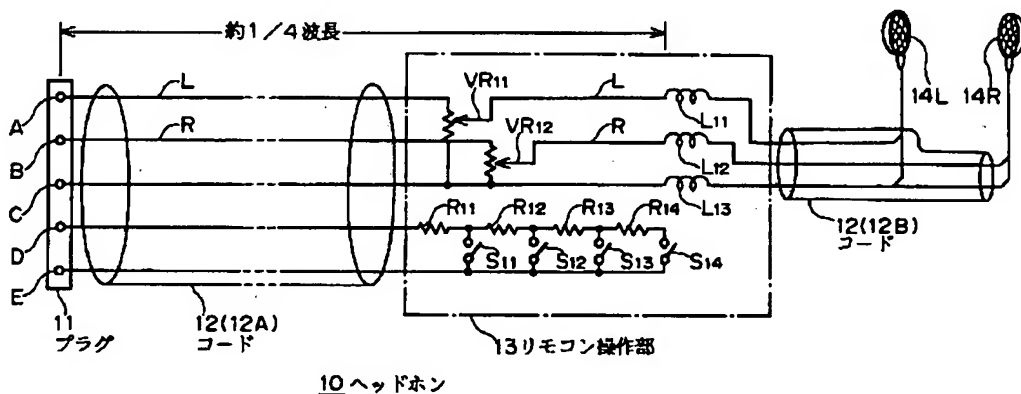 約1/4波長
A
B
C
D
E
L
R
VR11
VR12
L
R
L11
L12
L13
R11
R12
R13
R14
S11
S12
S13
S14
14L
14R
11
プラグ
12(12A)
コード
13リモコン操作部
12(12B)
コード
10 ヘッドホン